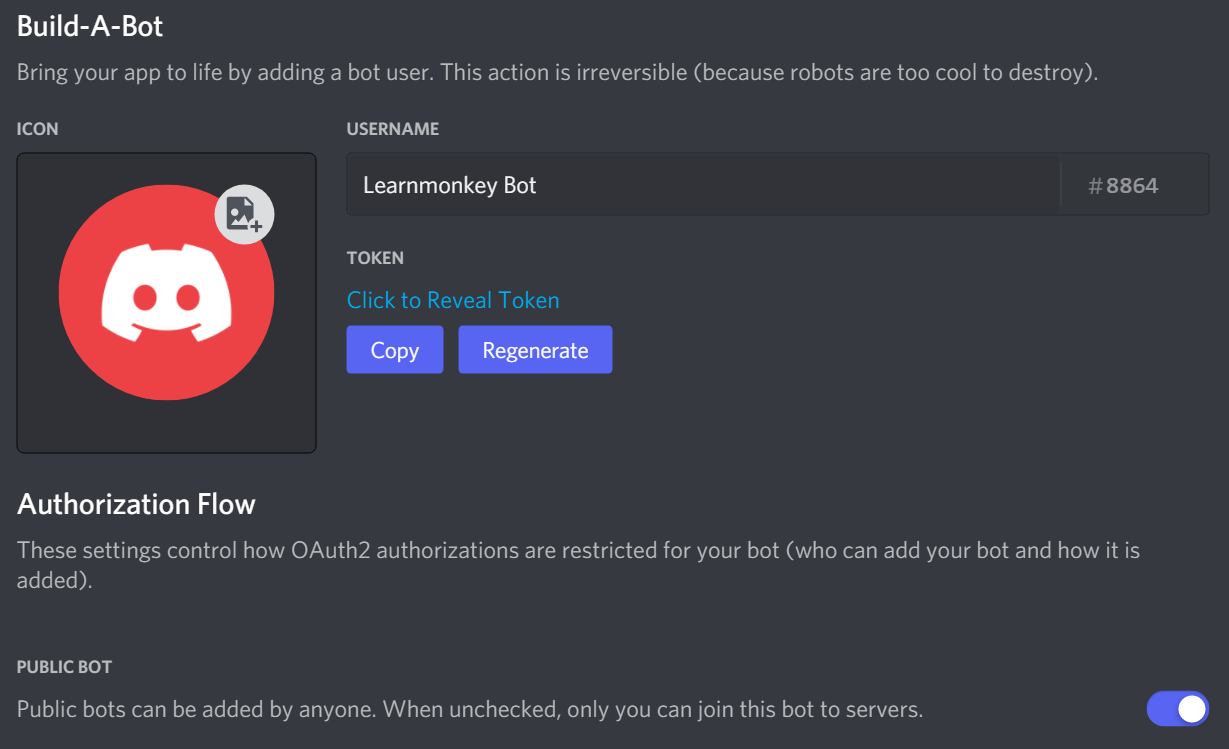 Build-A-Bot
Bring your app to life by adding a bot user. This action is irreversible (because robots are too cool to destroy).
ICON
USERNAME
Learnmonkey Bot
#8864
TOKEN
Click to Reveal Token
Copy
Regenerate
Authorization Flow
These settings control how OAuth2 authorizations are restricted for your bot (who can add your bot and how it is
added).
PUBLIC BOT
Public bots can be added by anyone. When unchecked, only you can join this bot to servers.